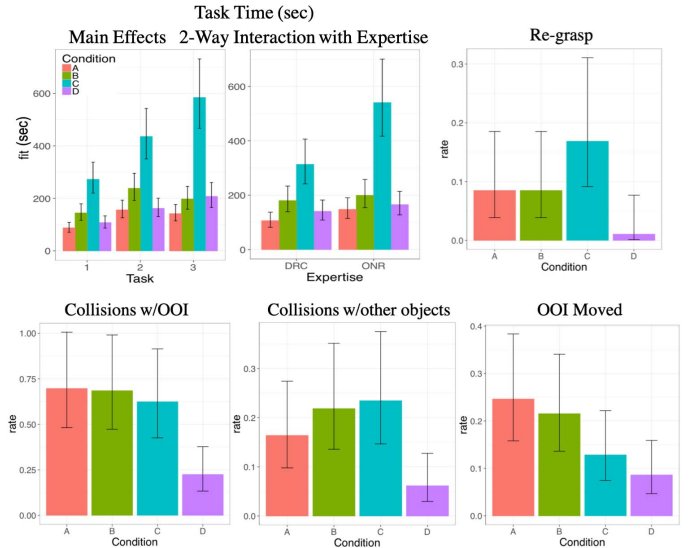 Task Time (sec)
Main Effects 2-Way Interaction with Expertise
Condition
A
B
C
D
fit (sec)
600
400
200
0
1 2 3
Task
600
400
200
0
DRC ONR
Expertise
Re-grasp
rate
0.3
0.2
0.1
0.0
A B C D
Condition
Collisions w/OOI
rate
1.00
0.75
0.50
0.25
0.00
A B C D
Condition
Collisions w/other objects
rate
0.3
0.2
0.1
0.0
A B C D
Condition
OOI Moved
rate
0.4
0.3
0.2
0.1
0.0
A B C D
Condition